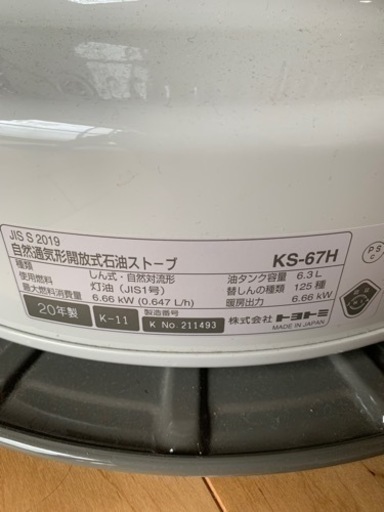 JIS S 2019
自然通気形開放式石油ストーブ KS-67H
種類 しん式・自然対流形 油タンク容量 6.3 L
使用燃料 灯油（JIS1号） 替しんの種類 125 種
最大燃料消費量 6.66 kW (0.647 L/h) 暖房出力 6.66 kW
20年製 K-11 製造番号 K No. 211493 株式会社 トヨトミ
MADE IN JAPAN
PSC